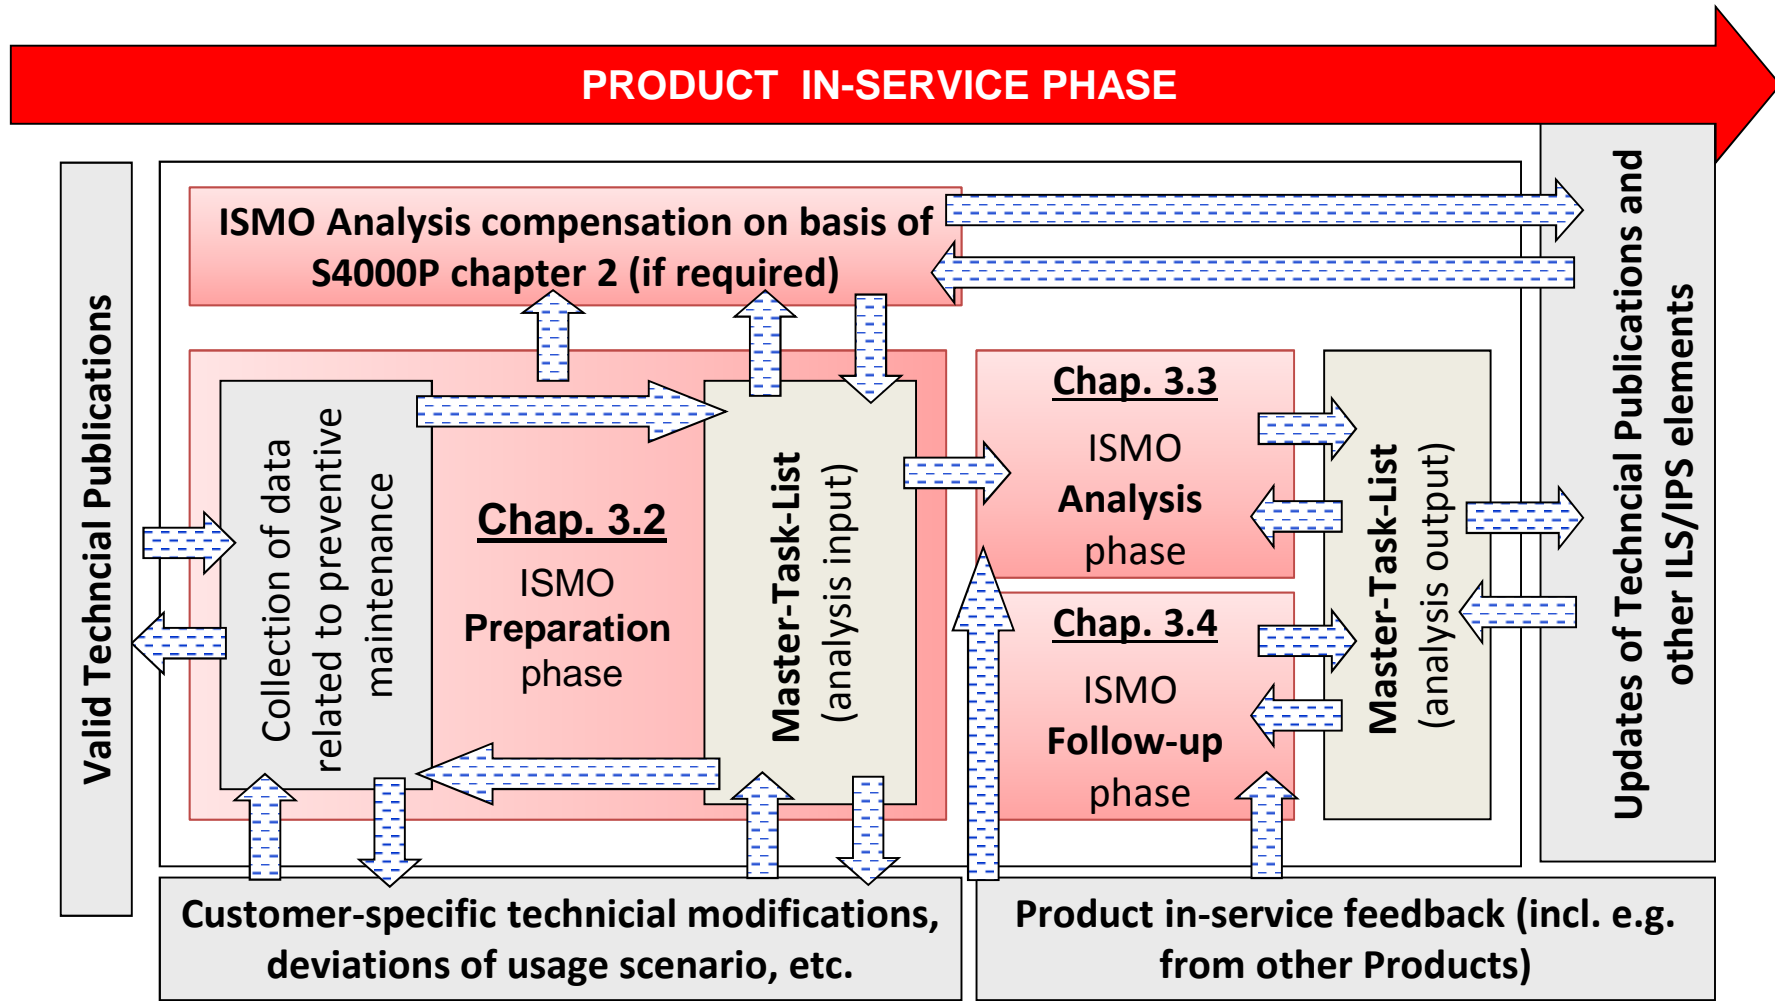 PRODUCT  IN-SERVICE PHASE
Valid Techncial Publications
ISMO Analysis compensation on basis of
S4000P chapter 2 (if required)
Collection of data
related to preventive
maintenance
Chap. 3.2
ISMO
Preparation
phase
Master-Task-List
(analysis input)
Chap. 3.3
ISMO
Analysis
phase
Chap. 3.4
ISMO
Follow-up
phase
Master-Task-List
(analysis output)
Updates of Techncial Publications and
other ILS/IPS elements
Customer-specific technicial modifications,
deviations of usage scenario, etc.
Product in-service feedback (incl. e.g.
from other Products)